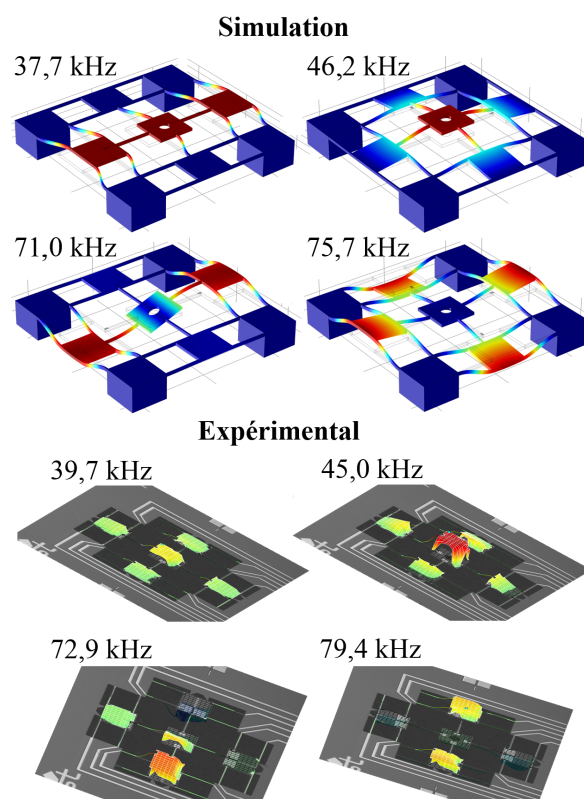 Simulation
37,7 kHz 46,2 kHz
71,0 kHz 75,7 kHz
Expérimental
39,7 kHz 45,0 kHz
72,9 kHz 79,4 kHz